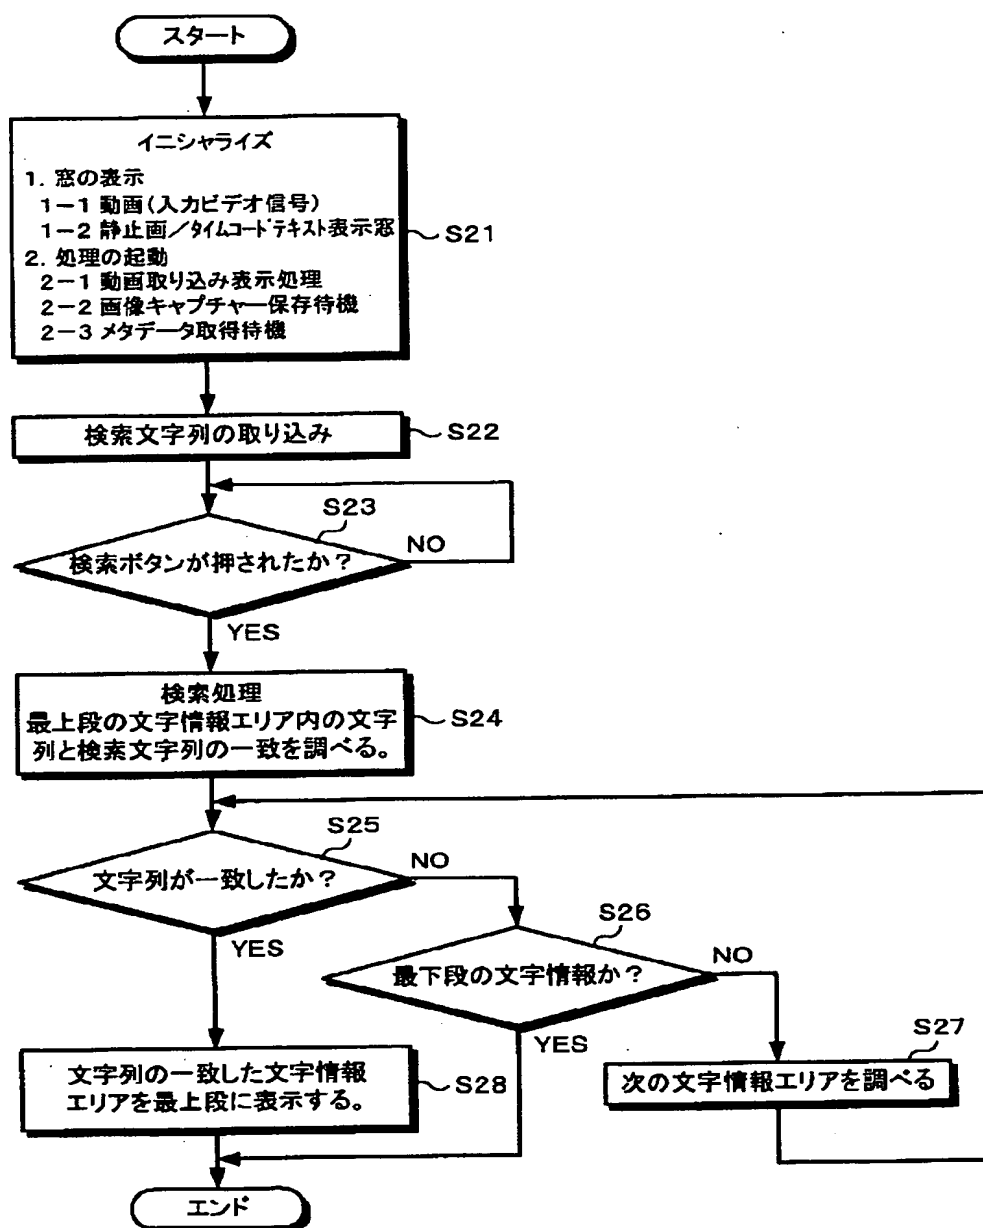 スタート
イニシャライズ
1. 窓の表示
1-1 動画(入力ビデオ信号)
1-2 静止画/タイムコードテキスト表示窓
2. 処理の起動
2-1 動画取り込み表示処理
2-2 画像キャプチャー保存待機
2-3 メタデータ取得待機
S21
検索文字列の取り込み
S22
S23
検索ボタンが押されたか?
NO
YES
検索処理
最上段の文字情報エリア内の文字
列と検索文字列の一致を調べる。
S24
S25
文字列が一致したか?
NO
YES
S26
最下段の文字情報か?
NO
YES
S27
次の文字情報エリアを調べる
文字列の一致した文字情報
エリアを最上段に表示する。
S28
エンド